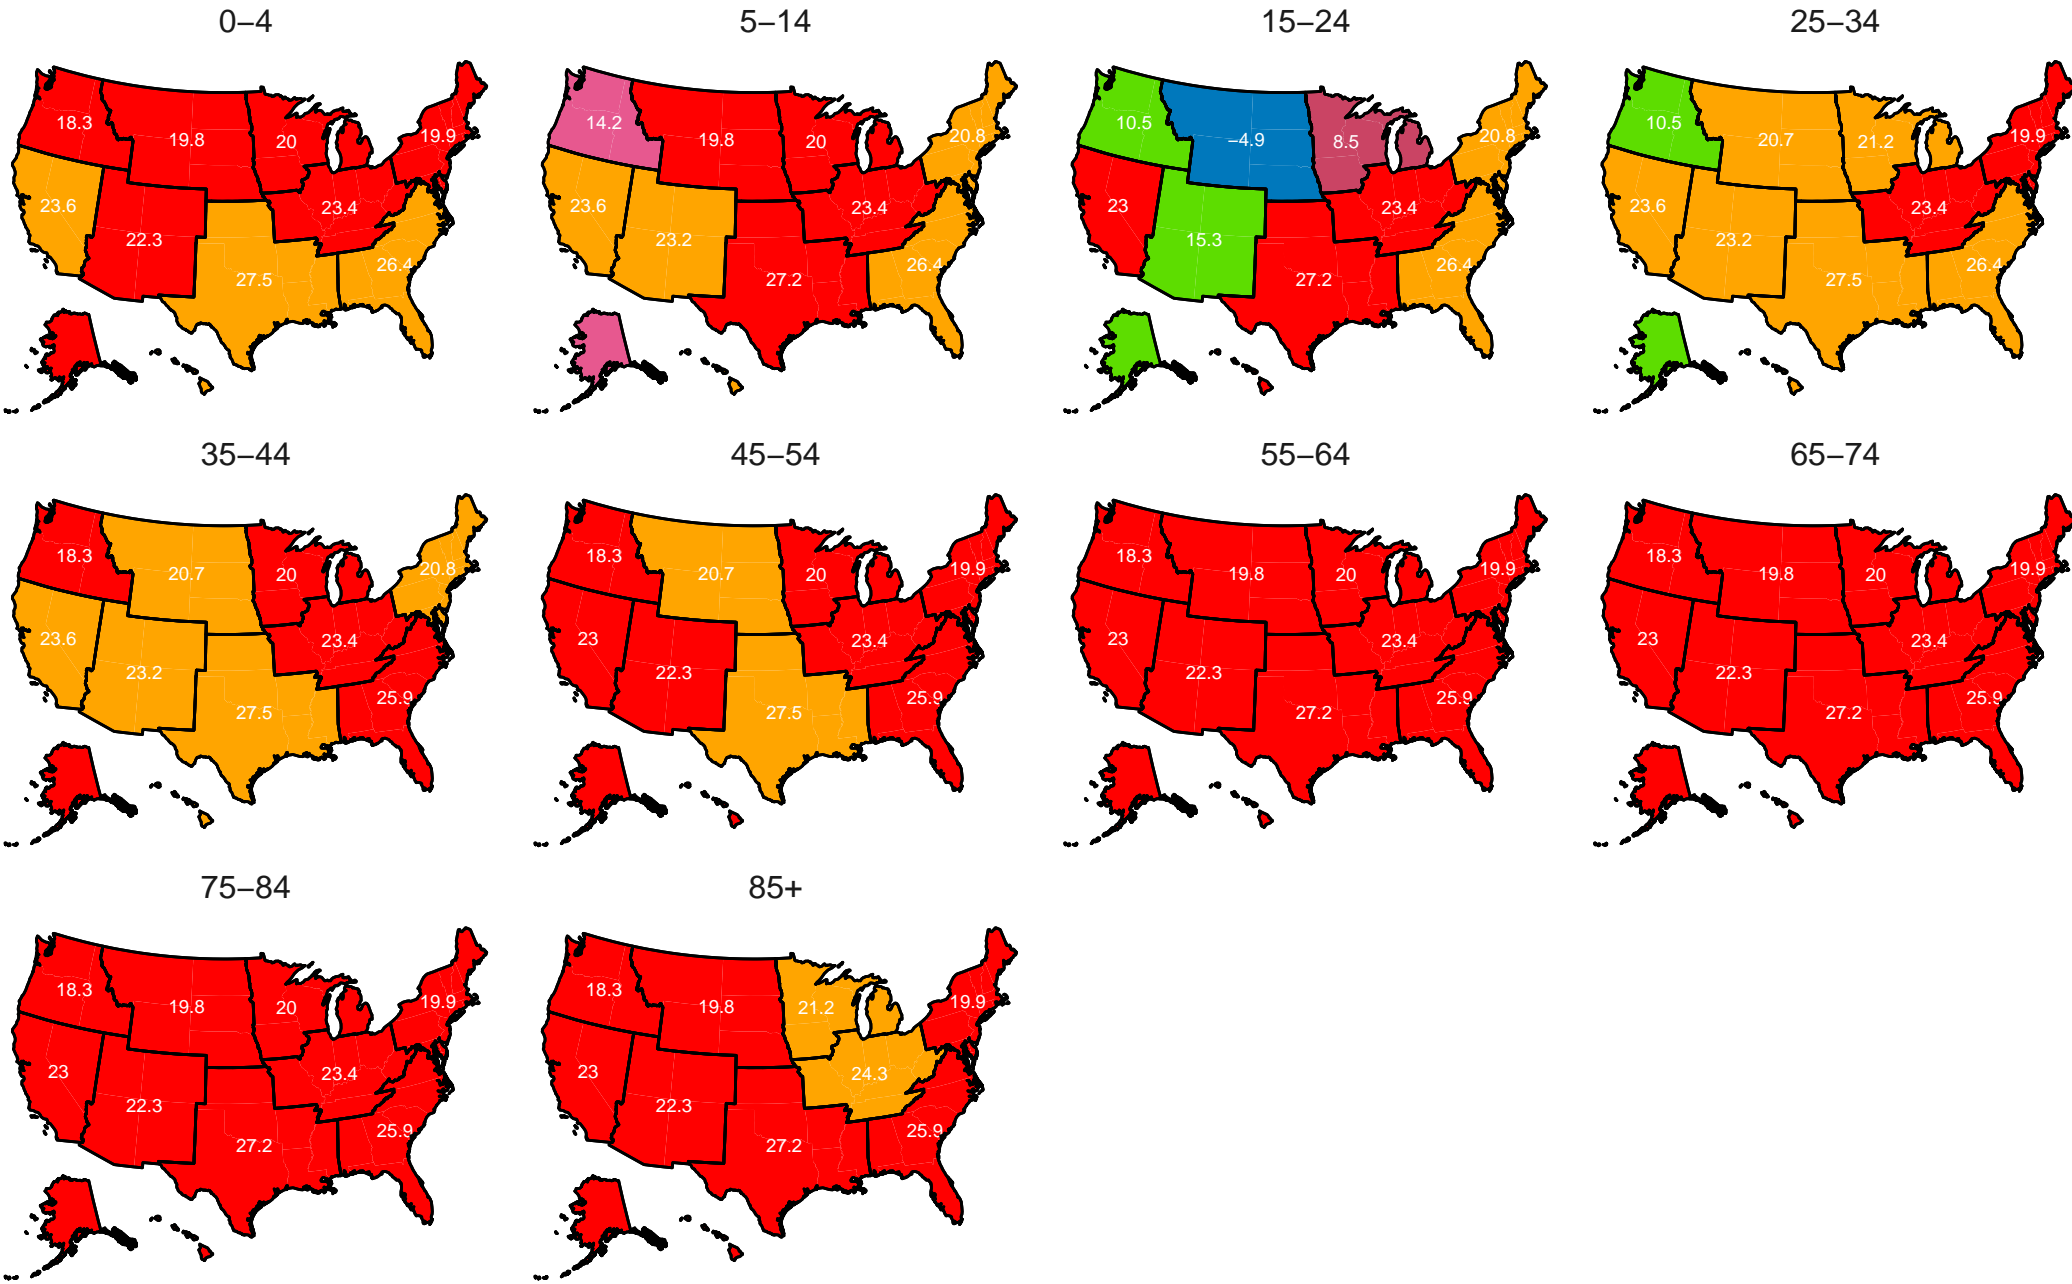 0–4 5–14 15–24 25–34
18.3 19.8 20 19.9
23.6 22.3 23.4
27.5 26.4
14.2 19.8 20 20.8
23.6 23.2 23.4
27.2 26.4
10.5 −4.9 8.5 20.8
23 15.3 23.4
27.2 26.4
10.5 20.7 21.2 19.9
23.6 23.2 23.4
27.5 26.4
35–44 45–54 55–64 65–74
18.3 20.7 20 20.8
23.6 23.2 23.4
27.5 25.9
18.3 20.7 20 19.9
23 22.3 23.4
27.5 25.9
18.3 19.8 20 19.9
23 22.3 23.4
27.2 25.9
18.3 19.8 20 19.9
23 22.3 23.4
27.2 25.9
75–84 85+
18.3 19.8 20 19.9
23 22.3 23.4
27.2 25.9
18.3 19.8 21.2 19.9
23 22.3 24.3
27.2 25.9